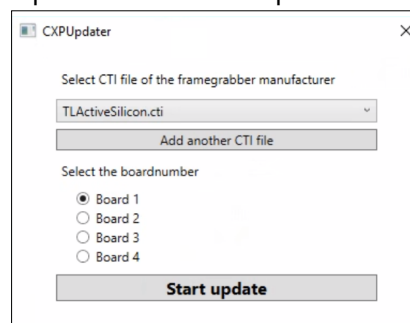 CXPUpdater
Select CTI file of the framegrabber manufacturer
TLActiveSilicon.cti
Add another CTI file
Select the boardnumber
Board 1
Board 2
Board 3
Board 4
Start update